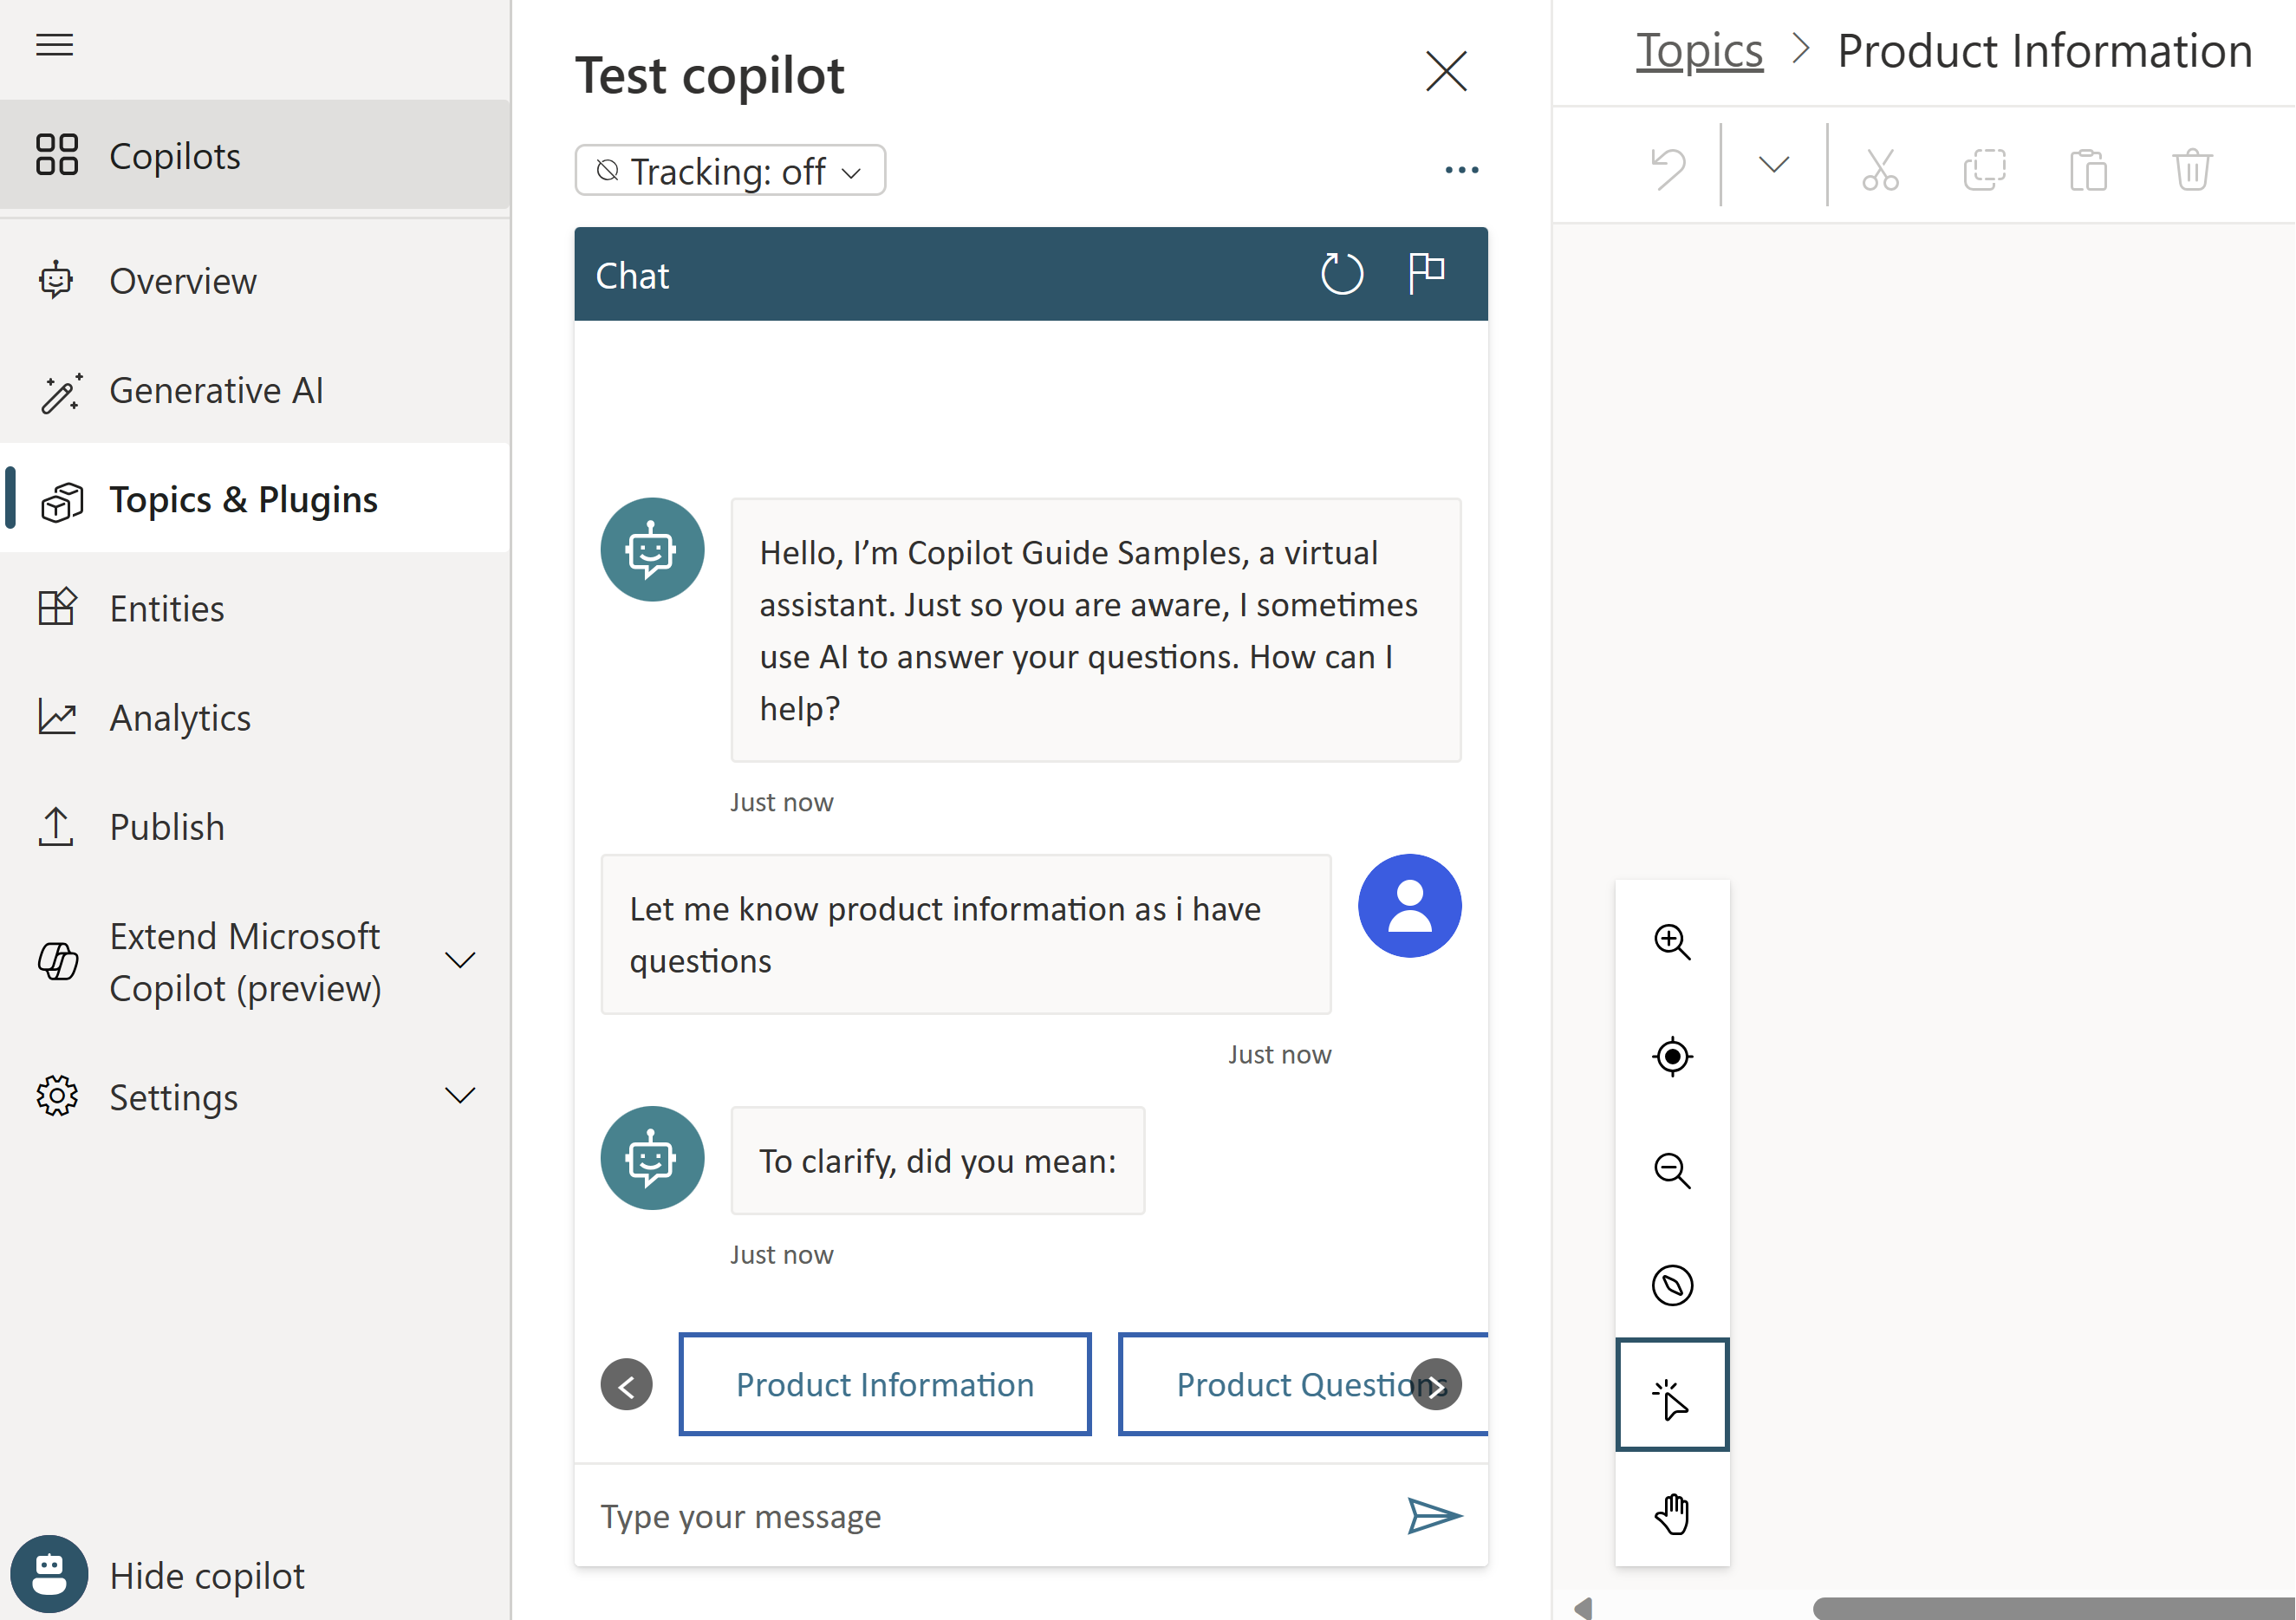 Copilots
Overview
Generative AI
Topics & Plugins
Entities
Analytics
Publish
Extend Microsoft
Copilot (preview)
Settings
Hide copilot
Test copilot
Tracking: off
Chat
Hello, I’m Copilot Guide Samples, a virtual
assistant. Just so you are aware, I sometimes
use AI to answer your questions. How can I
help?
Just now
Let me know product information as i have
questions
Just now
To clarify, did you mean:
Just now
Product Information
Product Questions
Type your message
Topics > Product Information